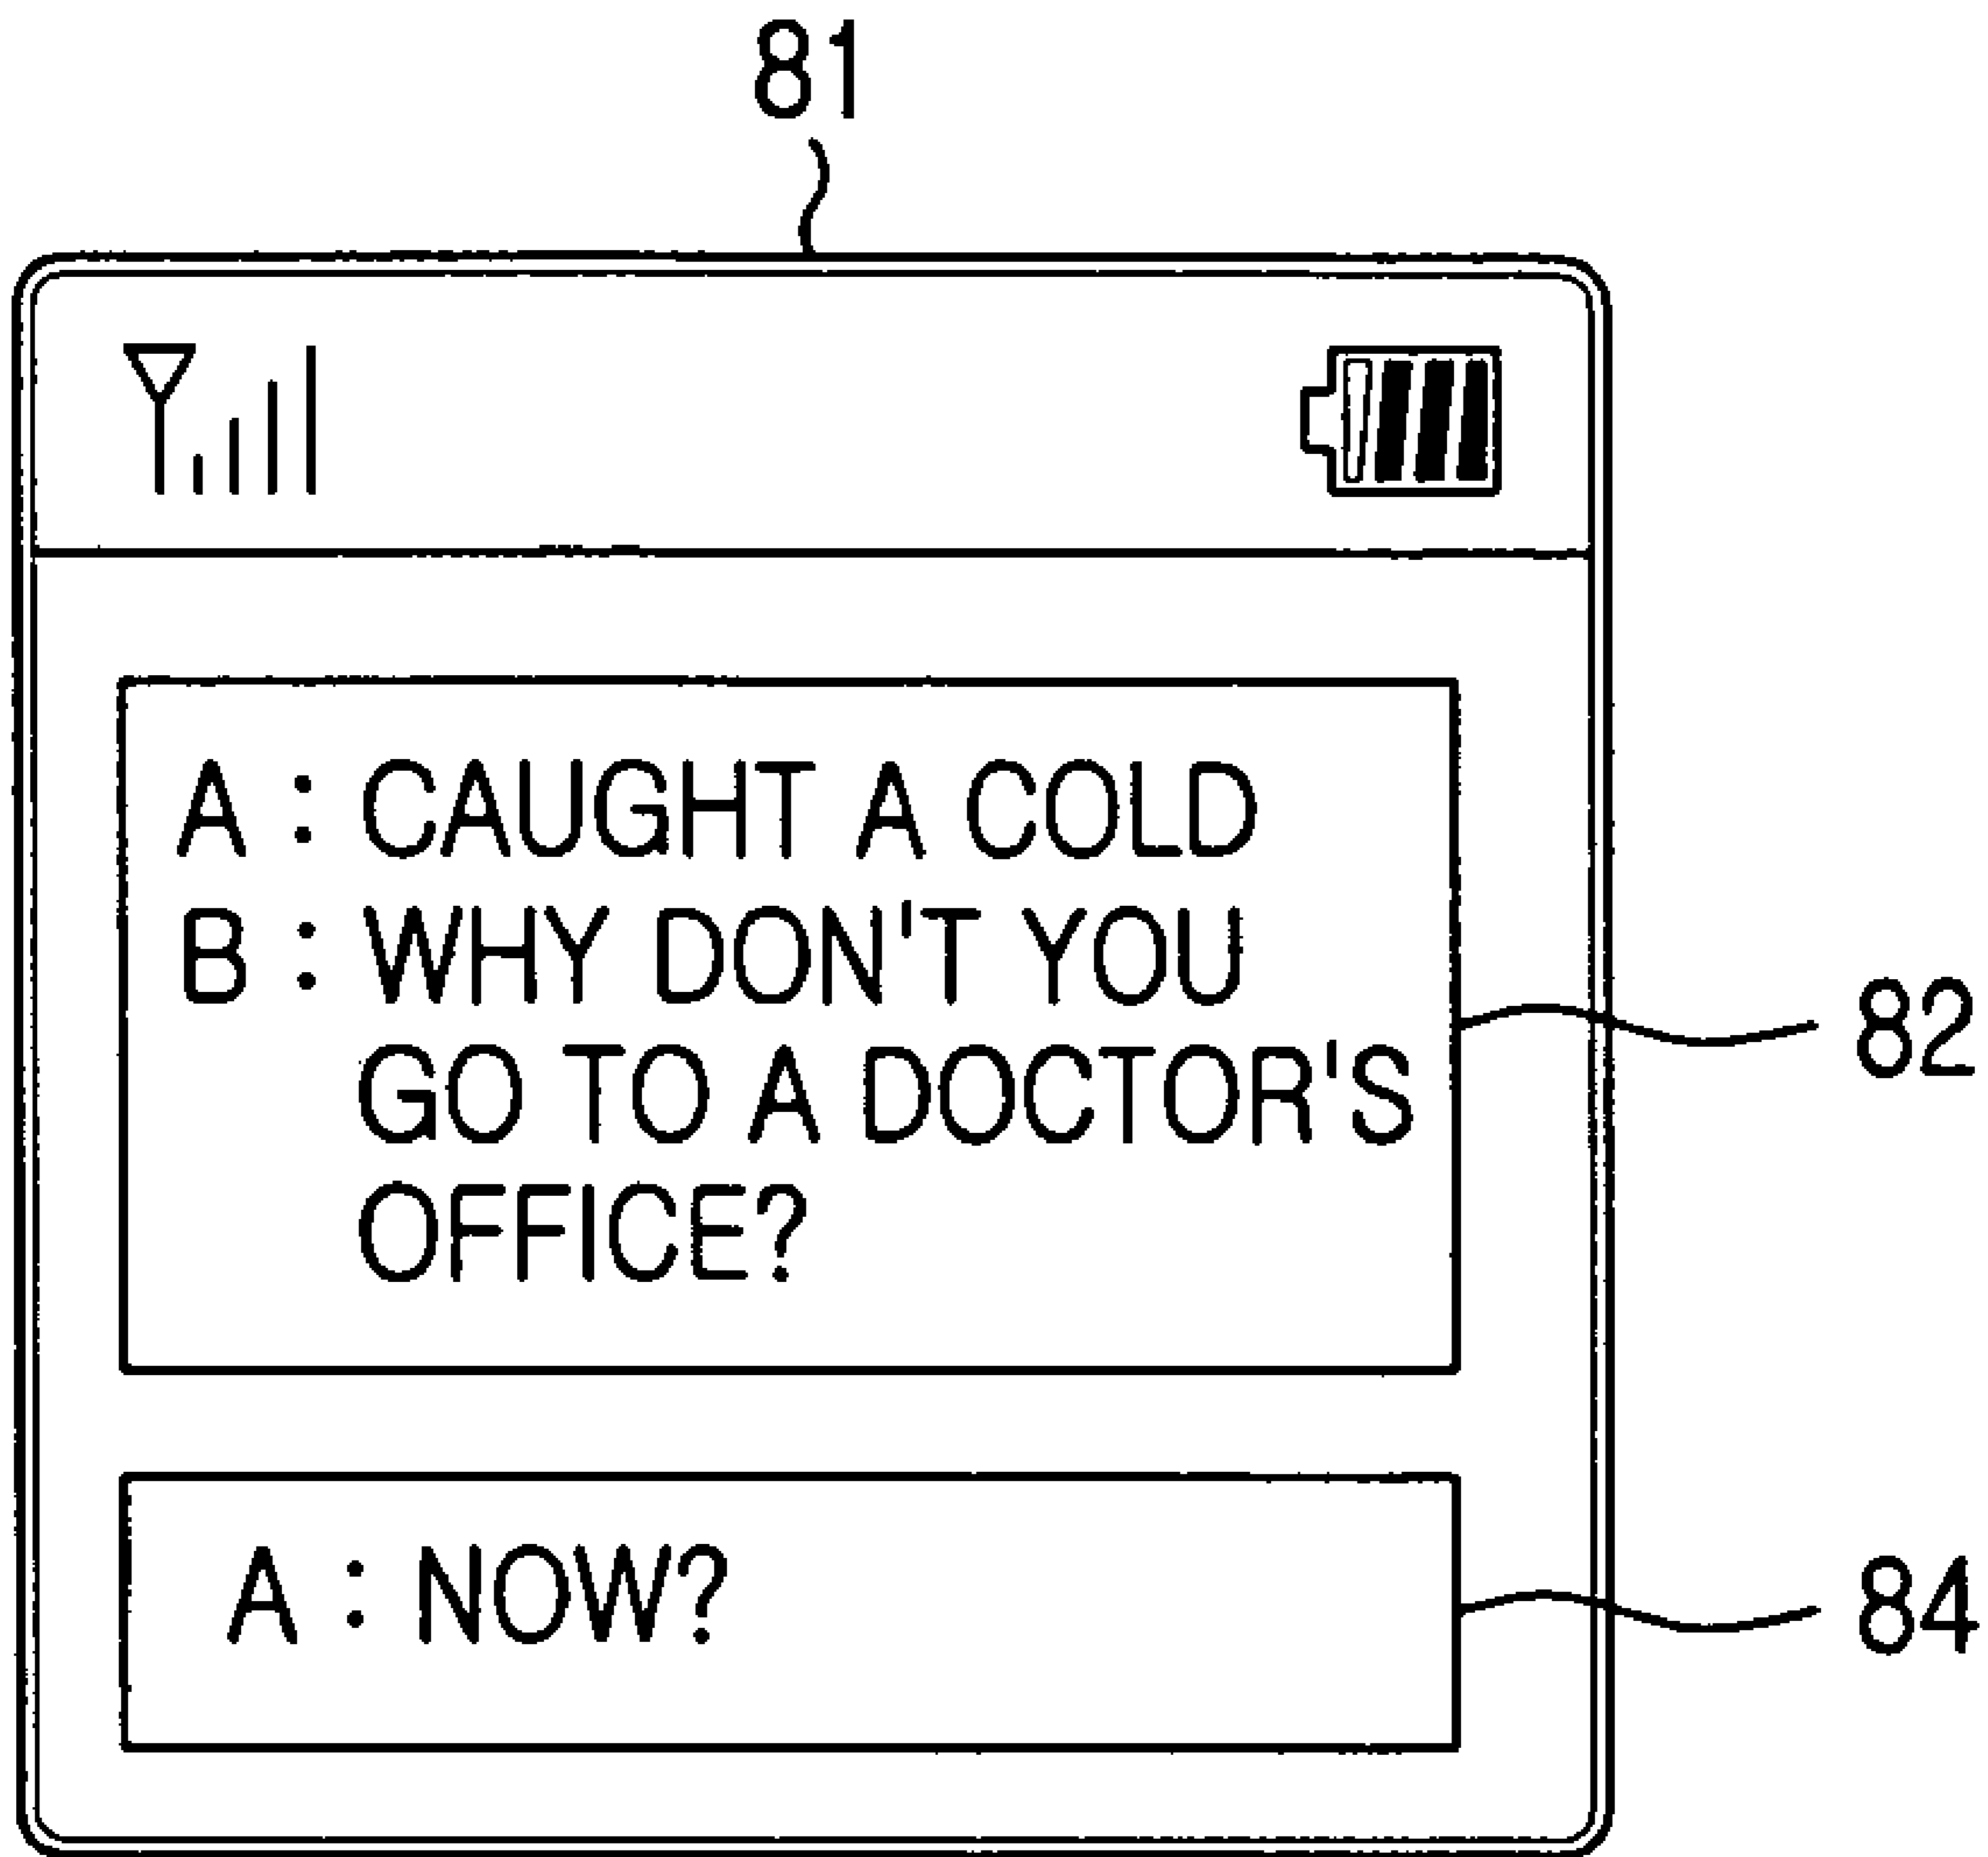 81
A : CAUGHT A COLD
B : WHY DON'T YOU
GO TO A DOCTOR'S
OFFICE?
82
A : NOW?
84